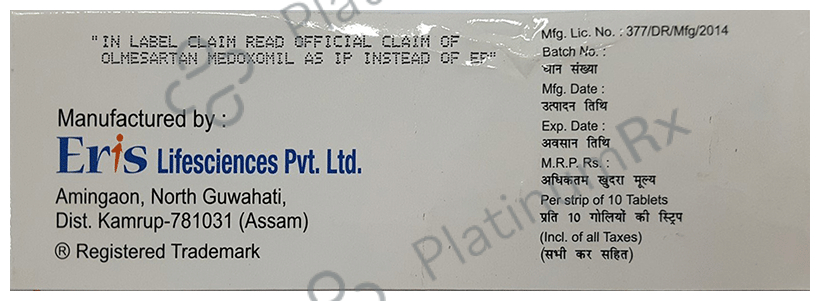 "IN LABEL CLAIM READ OFFICIAL CLAIM OF
OLMESARTAN MEDOXOMIL AS IP INSTEAD OF EP"
Manufactured by :
Eris Lifesciences Pvt. Ltd.
Amingaon, North Guwahati,
Dist. Kamrup-781031 (Assam)
® Registered Trademark
Mfg. Lic. No. : 377/DR/Mfg/2014
Batch No. :
धान संख्या
Mfg. Date :
उत्पादन तिथि
Exp. Date :
अवसान तिथि
M.R.P. Rs. :
अधिकतम खुदरा मूल्य
Per strip of 10 Tablets
प्रति 10 गोलियों की स्ट्रिप
(Incl. of all Taxes)
(सभी कर सहित)
PlatinumRx